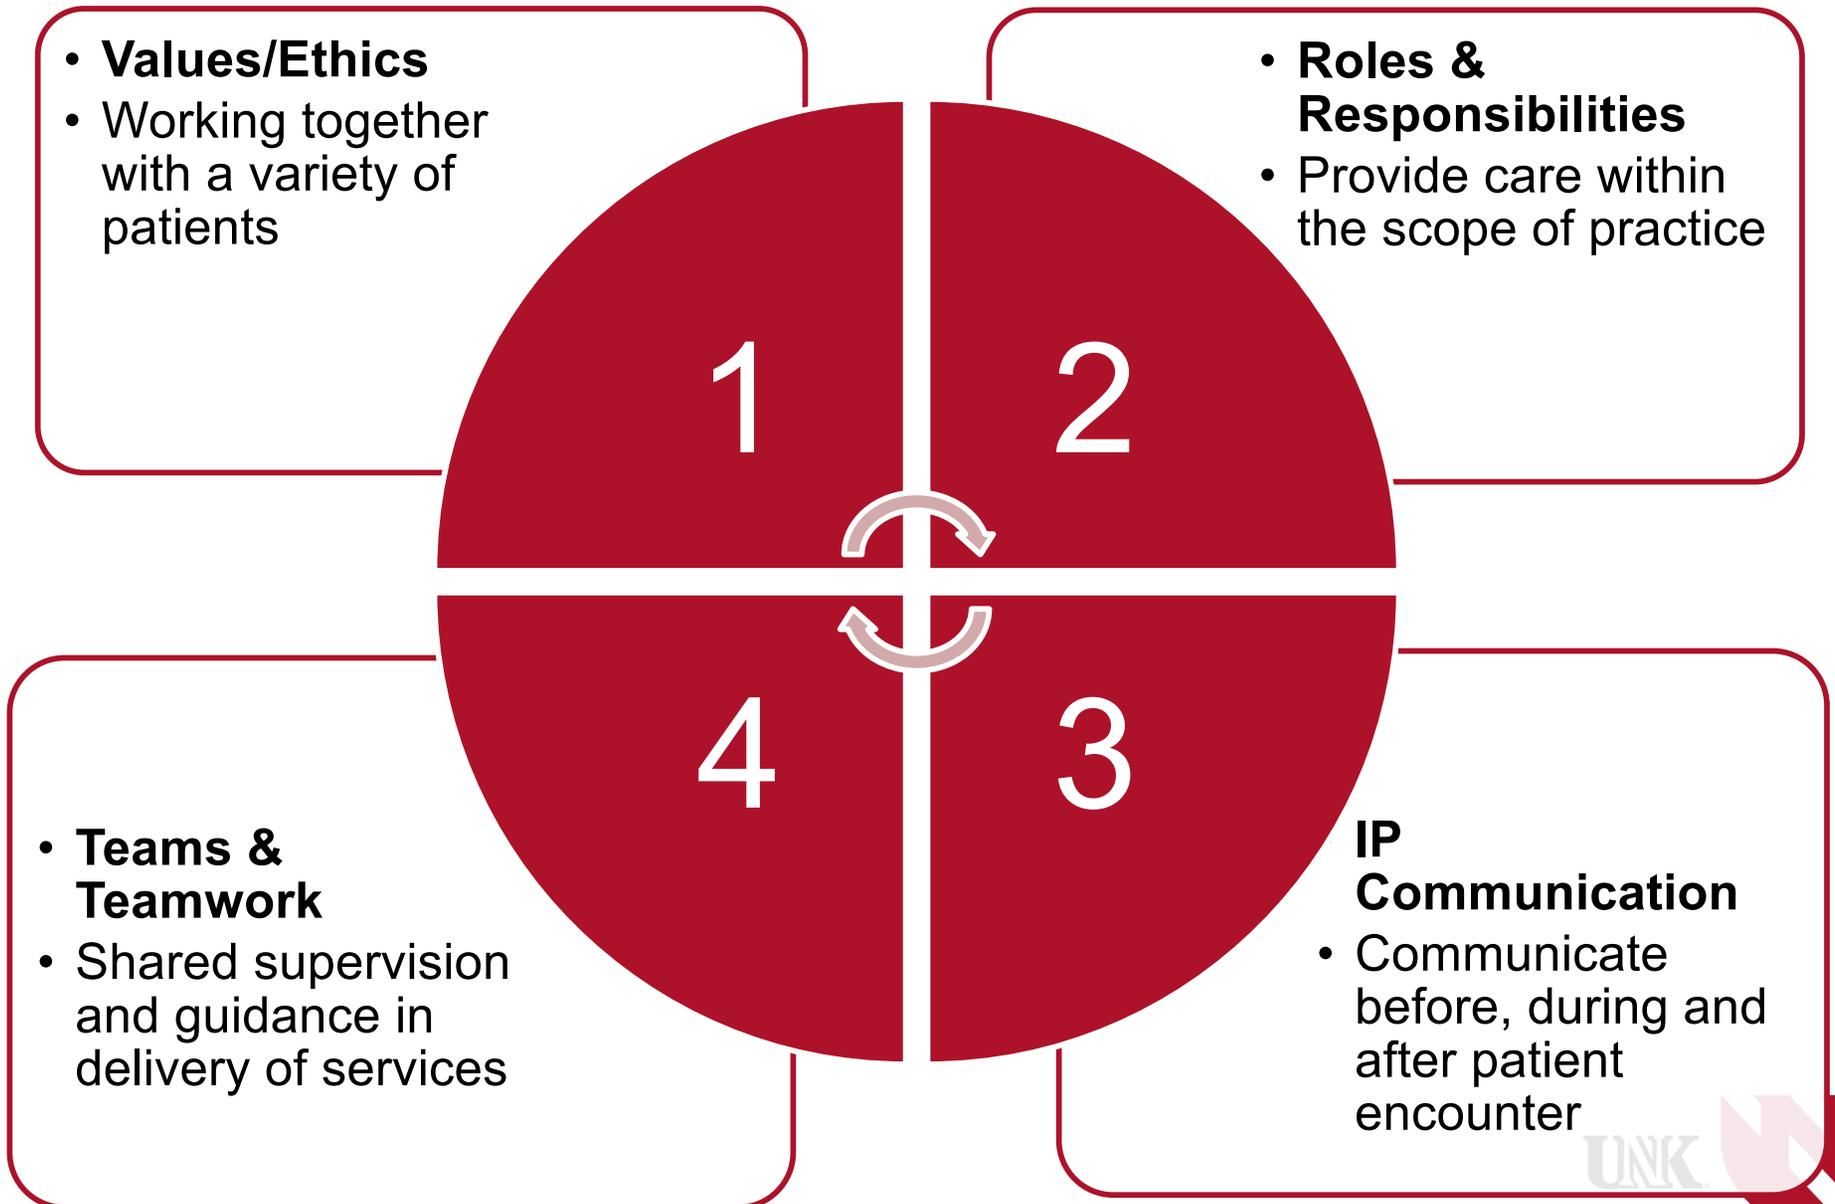 • Values/Ethics
• Working together
with a variety of
patients
• Roles &
Responsibilities
• Provide care within
the scope of practice
1
2
4
3
• Teams &
Teamwork
• Shared supervision
and guidance in
delivery of services
IP
Communication
• Communicate
before, during and
after patient
encounter
UNK
N